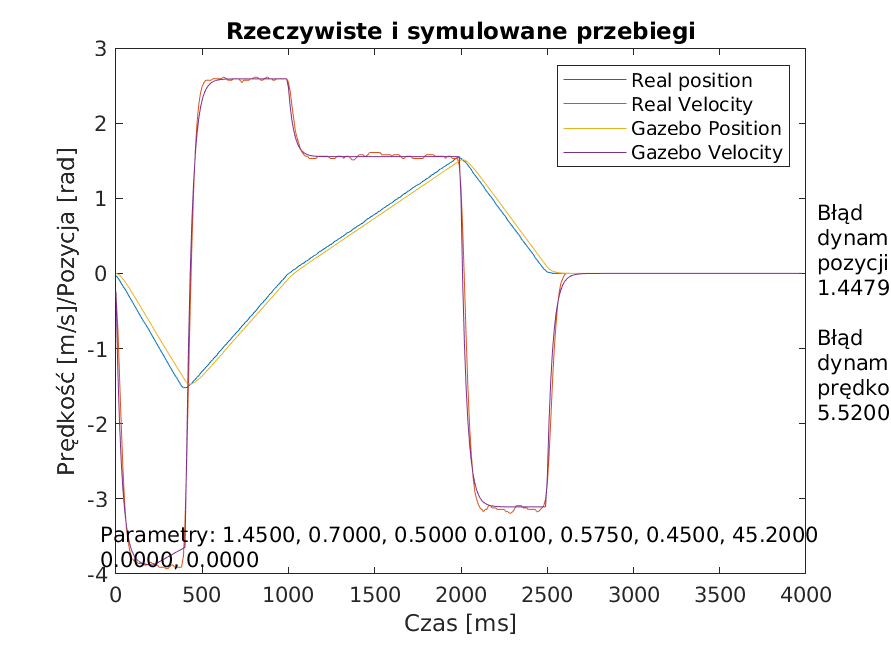 Rzeczywiste i symulowane przebiegi
3
2
1
0
-1
-2
-3
-4
Prędkość [m/s]/Pozycja [rad]
Real position
Real Velocity
Gazebo Position
Gazebo Velocity
Błąd
dynam
pozycji
1.4479
Błąd
dynam
prędko
5.5200
Parametry: 1.4500, 0.7000, 0.5000 0.0100, 0.5750, 0.4500, 45.2000
0.0000, 0.0000
0 500 1000 1500 2000 2500 3000 3500 4000
Czas [ms]